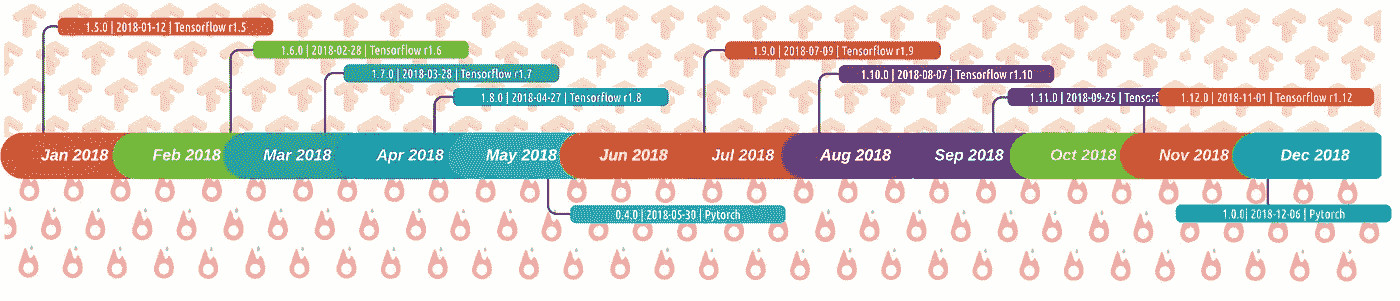 1.5.0 | 2018-01-12 | Tensorflow r1.5
1.6.0 | 2018-02-28 | Tensorflow r1.6
1.9.0 | 2018-07-09 | Tensorflow r1.9
1.7.0 | 2018-03-28 | Tensorflow r1.7
1.10.0 | 2018-08-07 | Tensorflow r1.10
1.8.0 | 2018-04-27 | Tensorflow r1.8
1.11.0 | 2018-09-25 | Tensorf
1.12.0 | 2018-11-01 | Tensorflow r1.12
Jan 2018
Feb 2018
Mar 2018
Apr 2018
May 2018
Jun 2018
Jul 2018
Aug 2018
Sep 2018
Oct 2018
Nov 2018
Dec 2018
0.4.0 | 2018-05-30 | Pytorch
1.0.0| 2018-12-06 | Pytorch